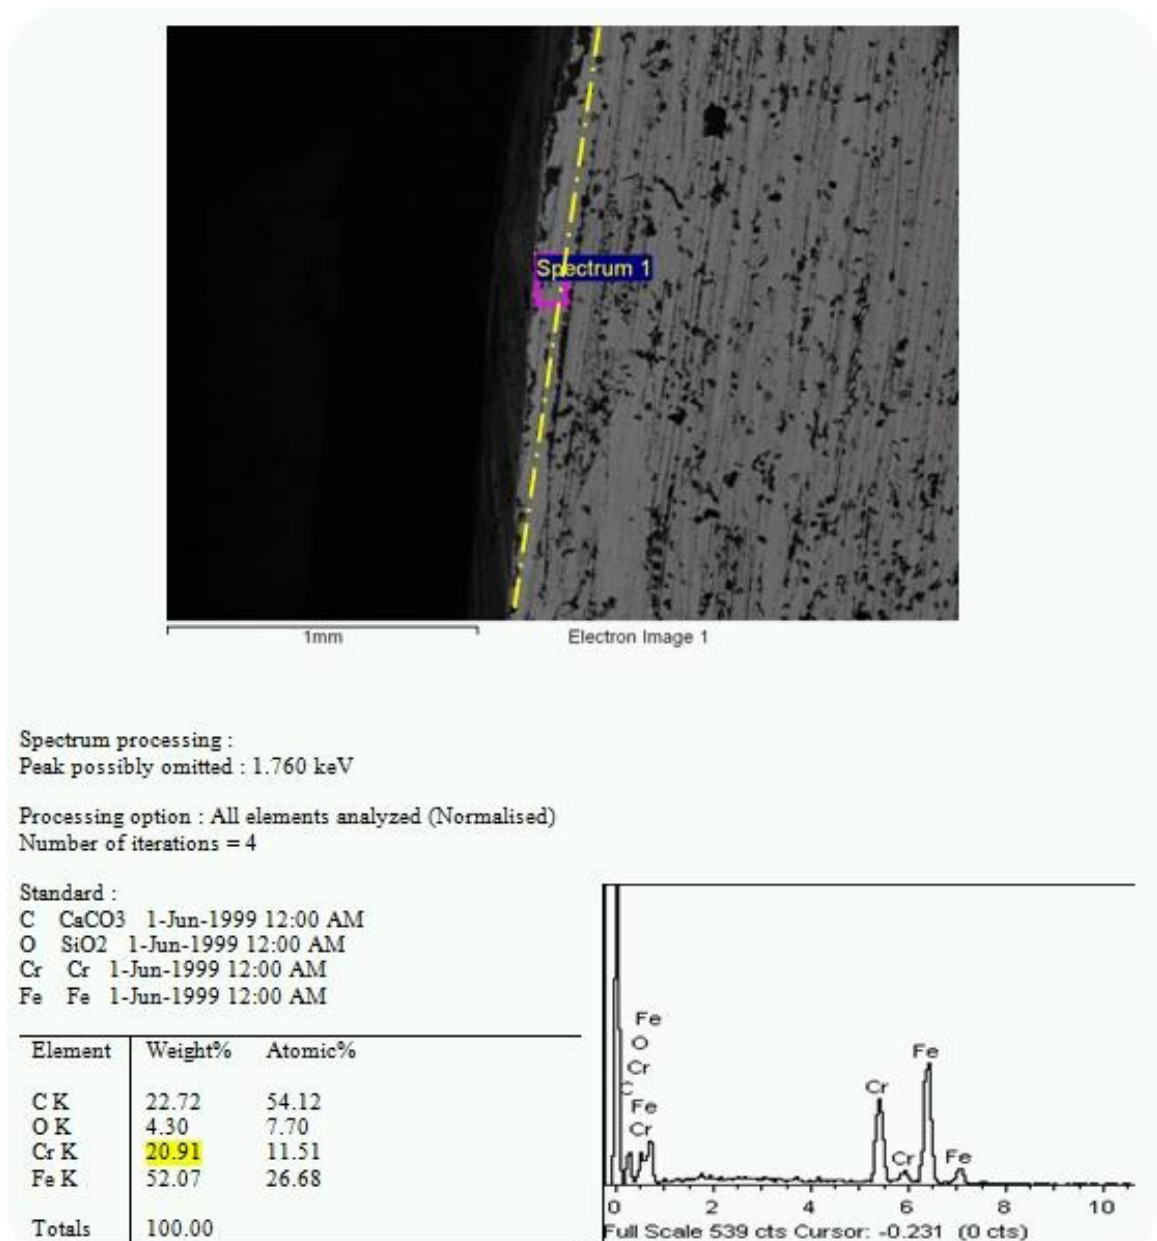 Spectrum 1
1mm
Electron Image 1
Spectrum processing :
Peak possibly omitted : 1.760 keV
Processing option : All elements analyzed (Normalised)
Number of iterations = 4
Standard :
C CaCO3 1-Jun-1999 12:00 AM
O SiO2 1-Jun-1999 12:00 AM
Cr Cr 1-Jun-1999 12:00 AM
Fe Fe 1-Jun-1999 12:00 AM
Element Weight% Atomic%
C K 22.72 54.12
O K 4.30 7.70
Cr K 20.91 11.51
Fe K 52.07 26.68
Totals 100.00
Fe
O
Cr
C
Fe
Cr
Cr
Cr
Fe
Fe
0 2 4 6 8 10
Full Scale 539 cts Cursor: -0.231 (0 cts)